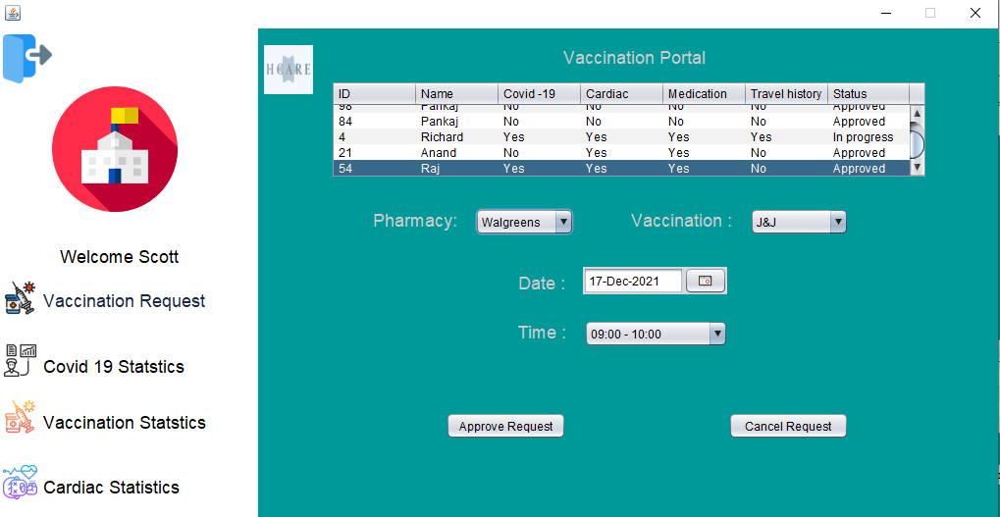 HCARE
Vaccination Portal
ID Name Covid -19 Cardiac Medication Travel history Status
98 Pankaj No No No No Approved
84 Pankaj No No No No Approved
4 Richard Yes Yes Yes Yes In progress
21 Anand No Yes Yes No Approved
54 Raj Yes Yes Yes No Approved
Pharmacy: Walgreens Vaccination : J&J
Date : 17-Dec-2021
Time : 09:00 - 10:00
Approve Request Cancel Request
Welcome Scott
Vaccination Request
Covid 19 Statstics
Vaccination Statstics
Cardiac Statistics